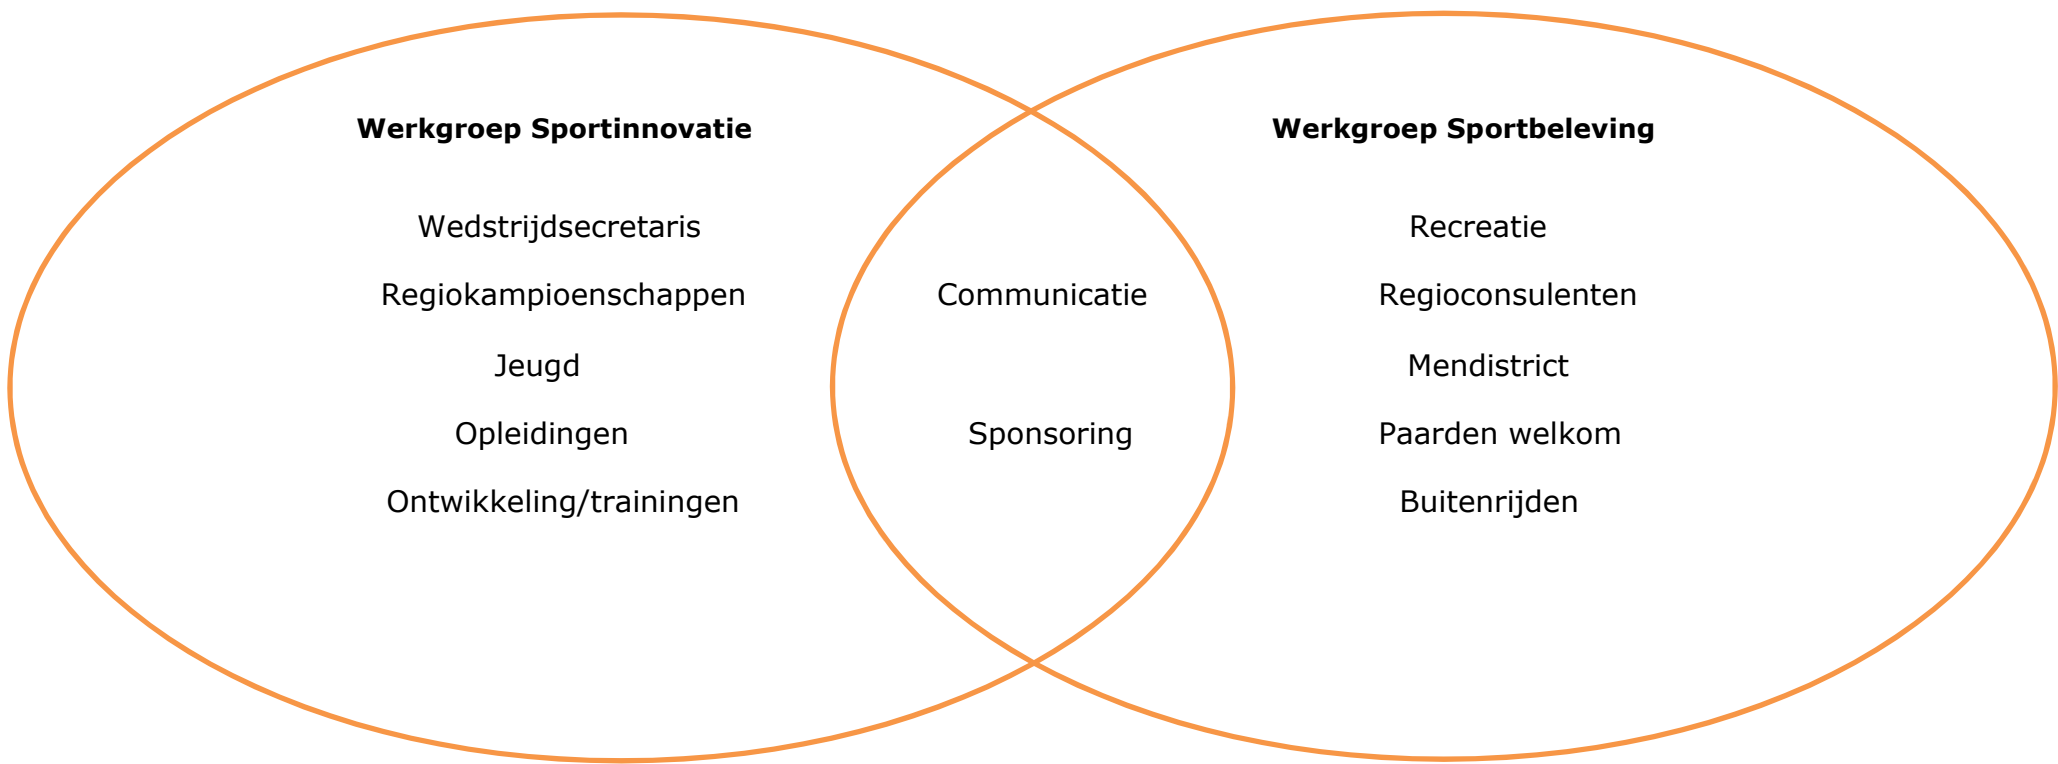 Werkgroep Sportinnovatie
Wedstrijdsecretaris
Regiokampioenschappen
Jeugd
Opleidingen
Ontwikkeling/trainingen
Communicatie
Sponsoring
Werkgroep Sportbeleving
Recreatie
Regioconsulenten
Mendistrict
Paarden welkom
Buitenrijden